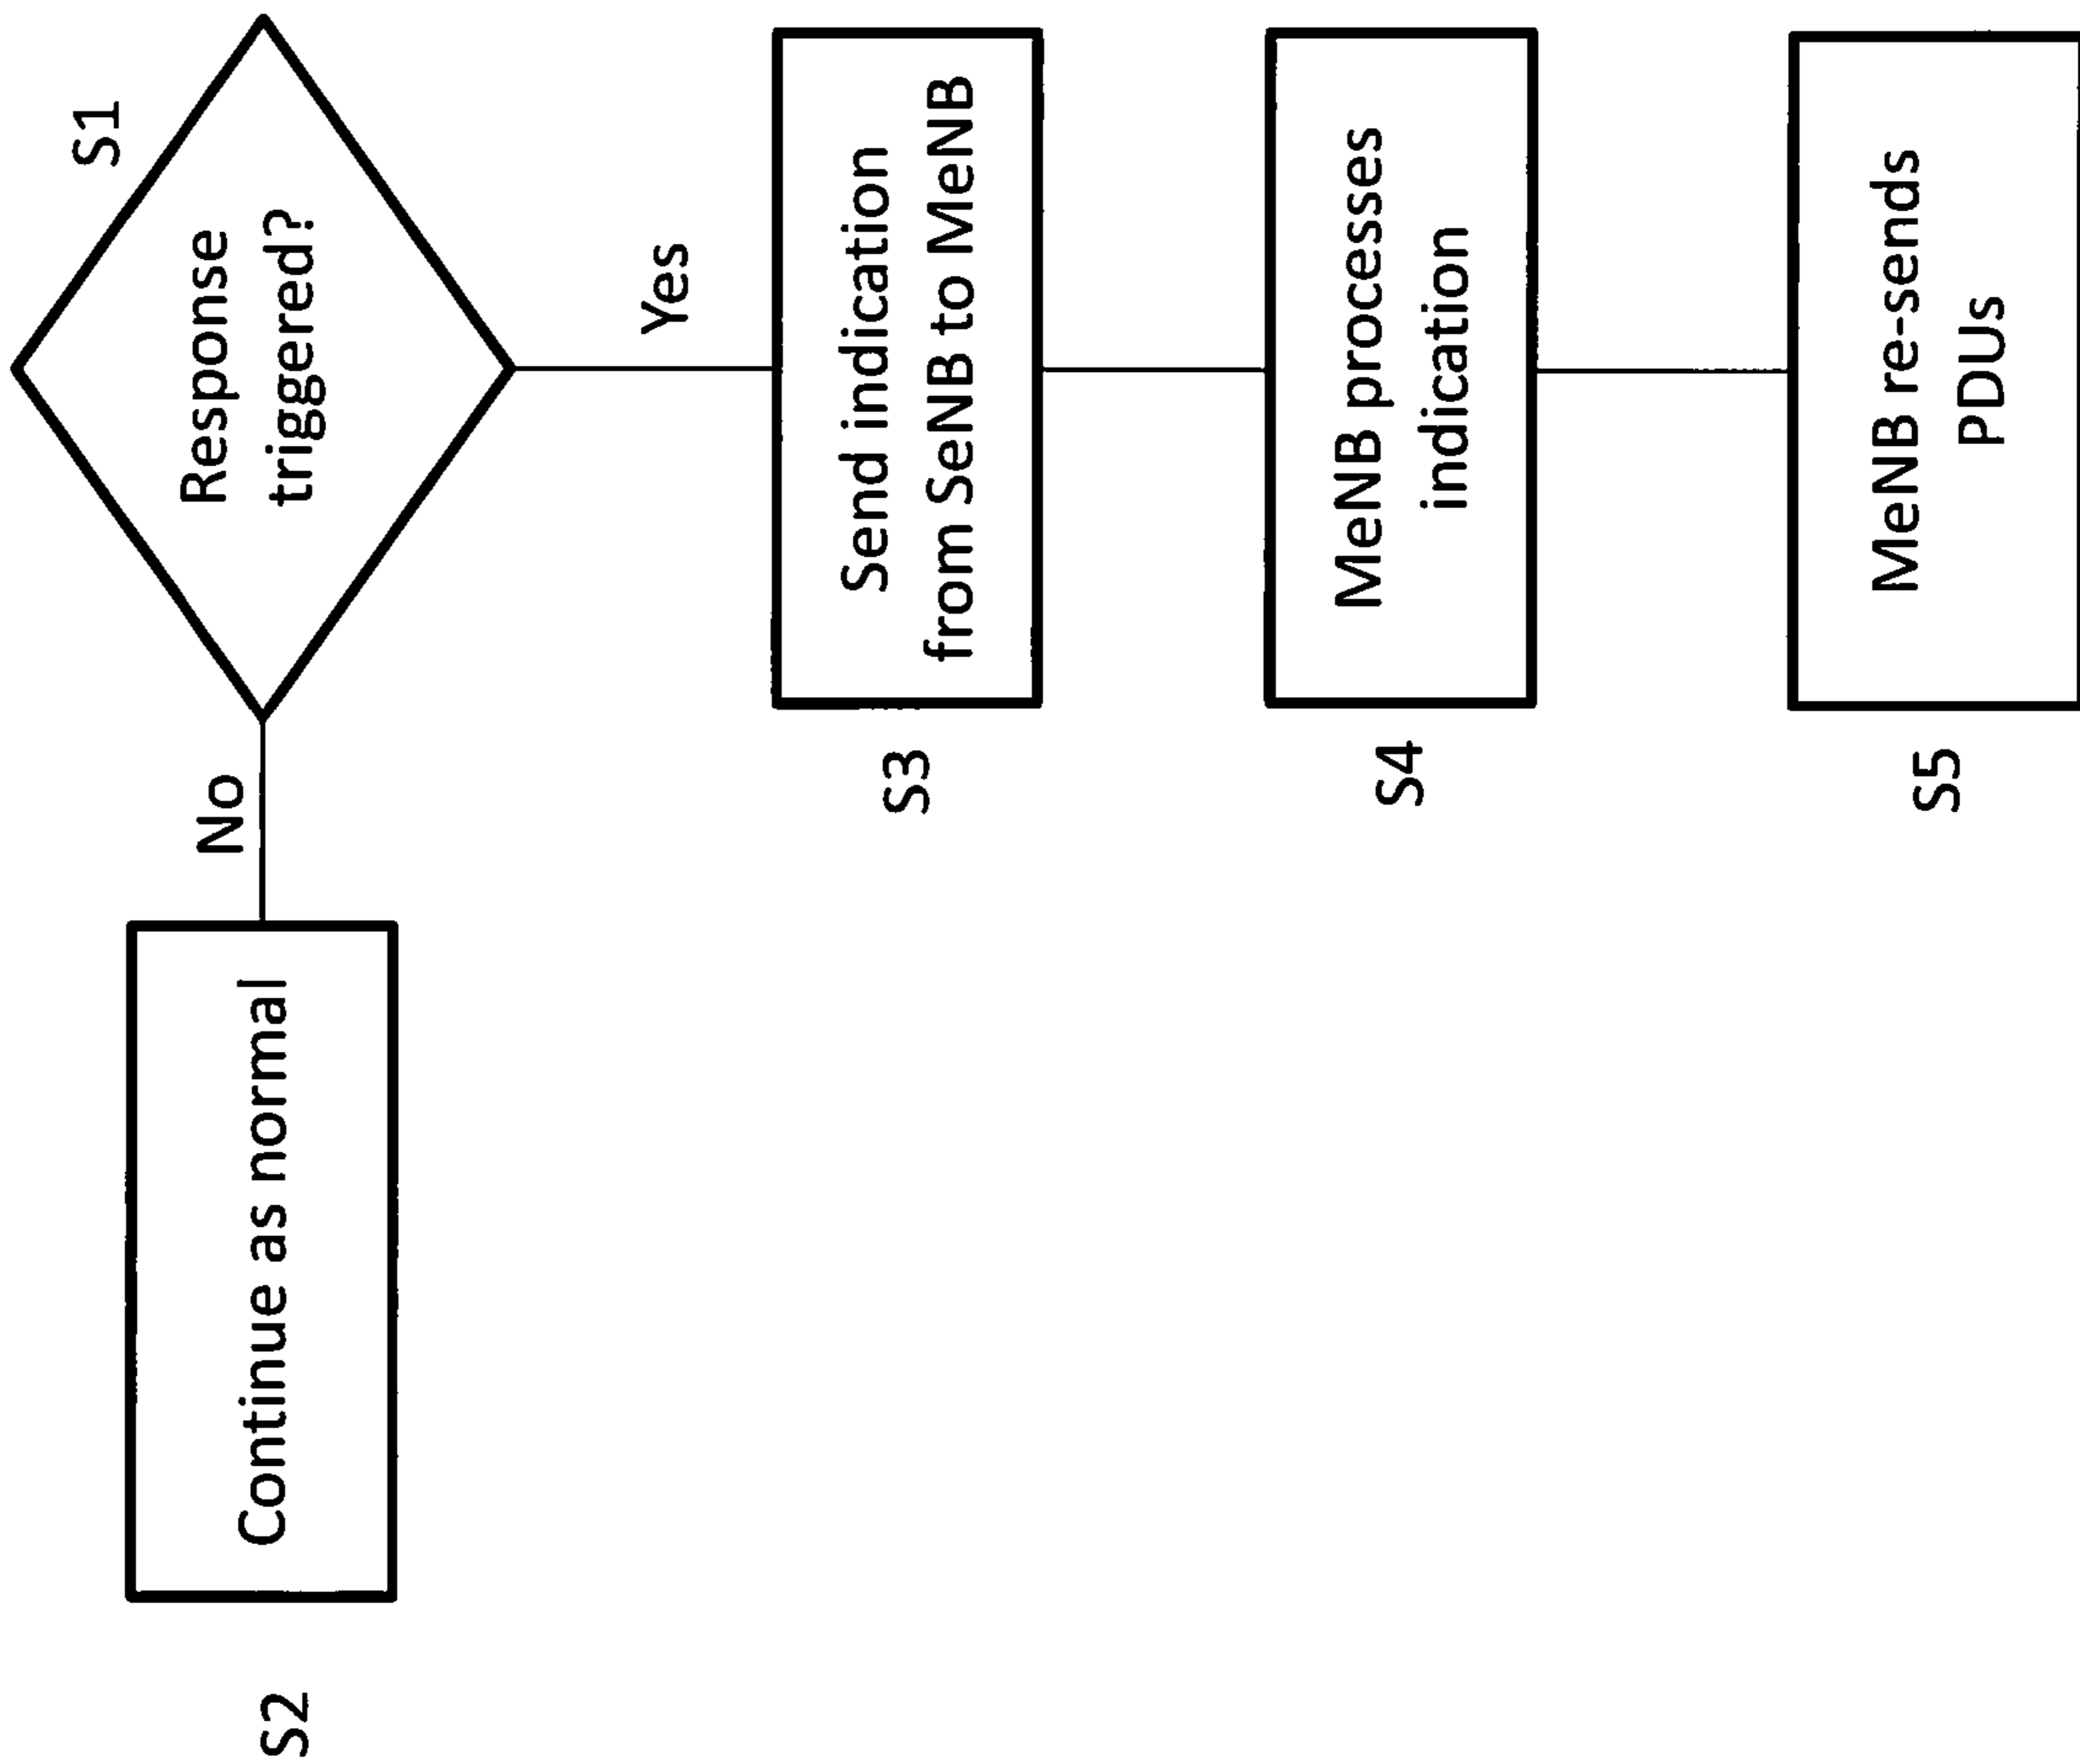 S1
Response
triggered?
No
Continue as normal
S2
Yes
Send indication
from SeNB to MeNB
S3
MeNB processes
indication
S4
MeNB re-sends
PDUs
S5